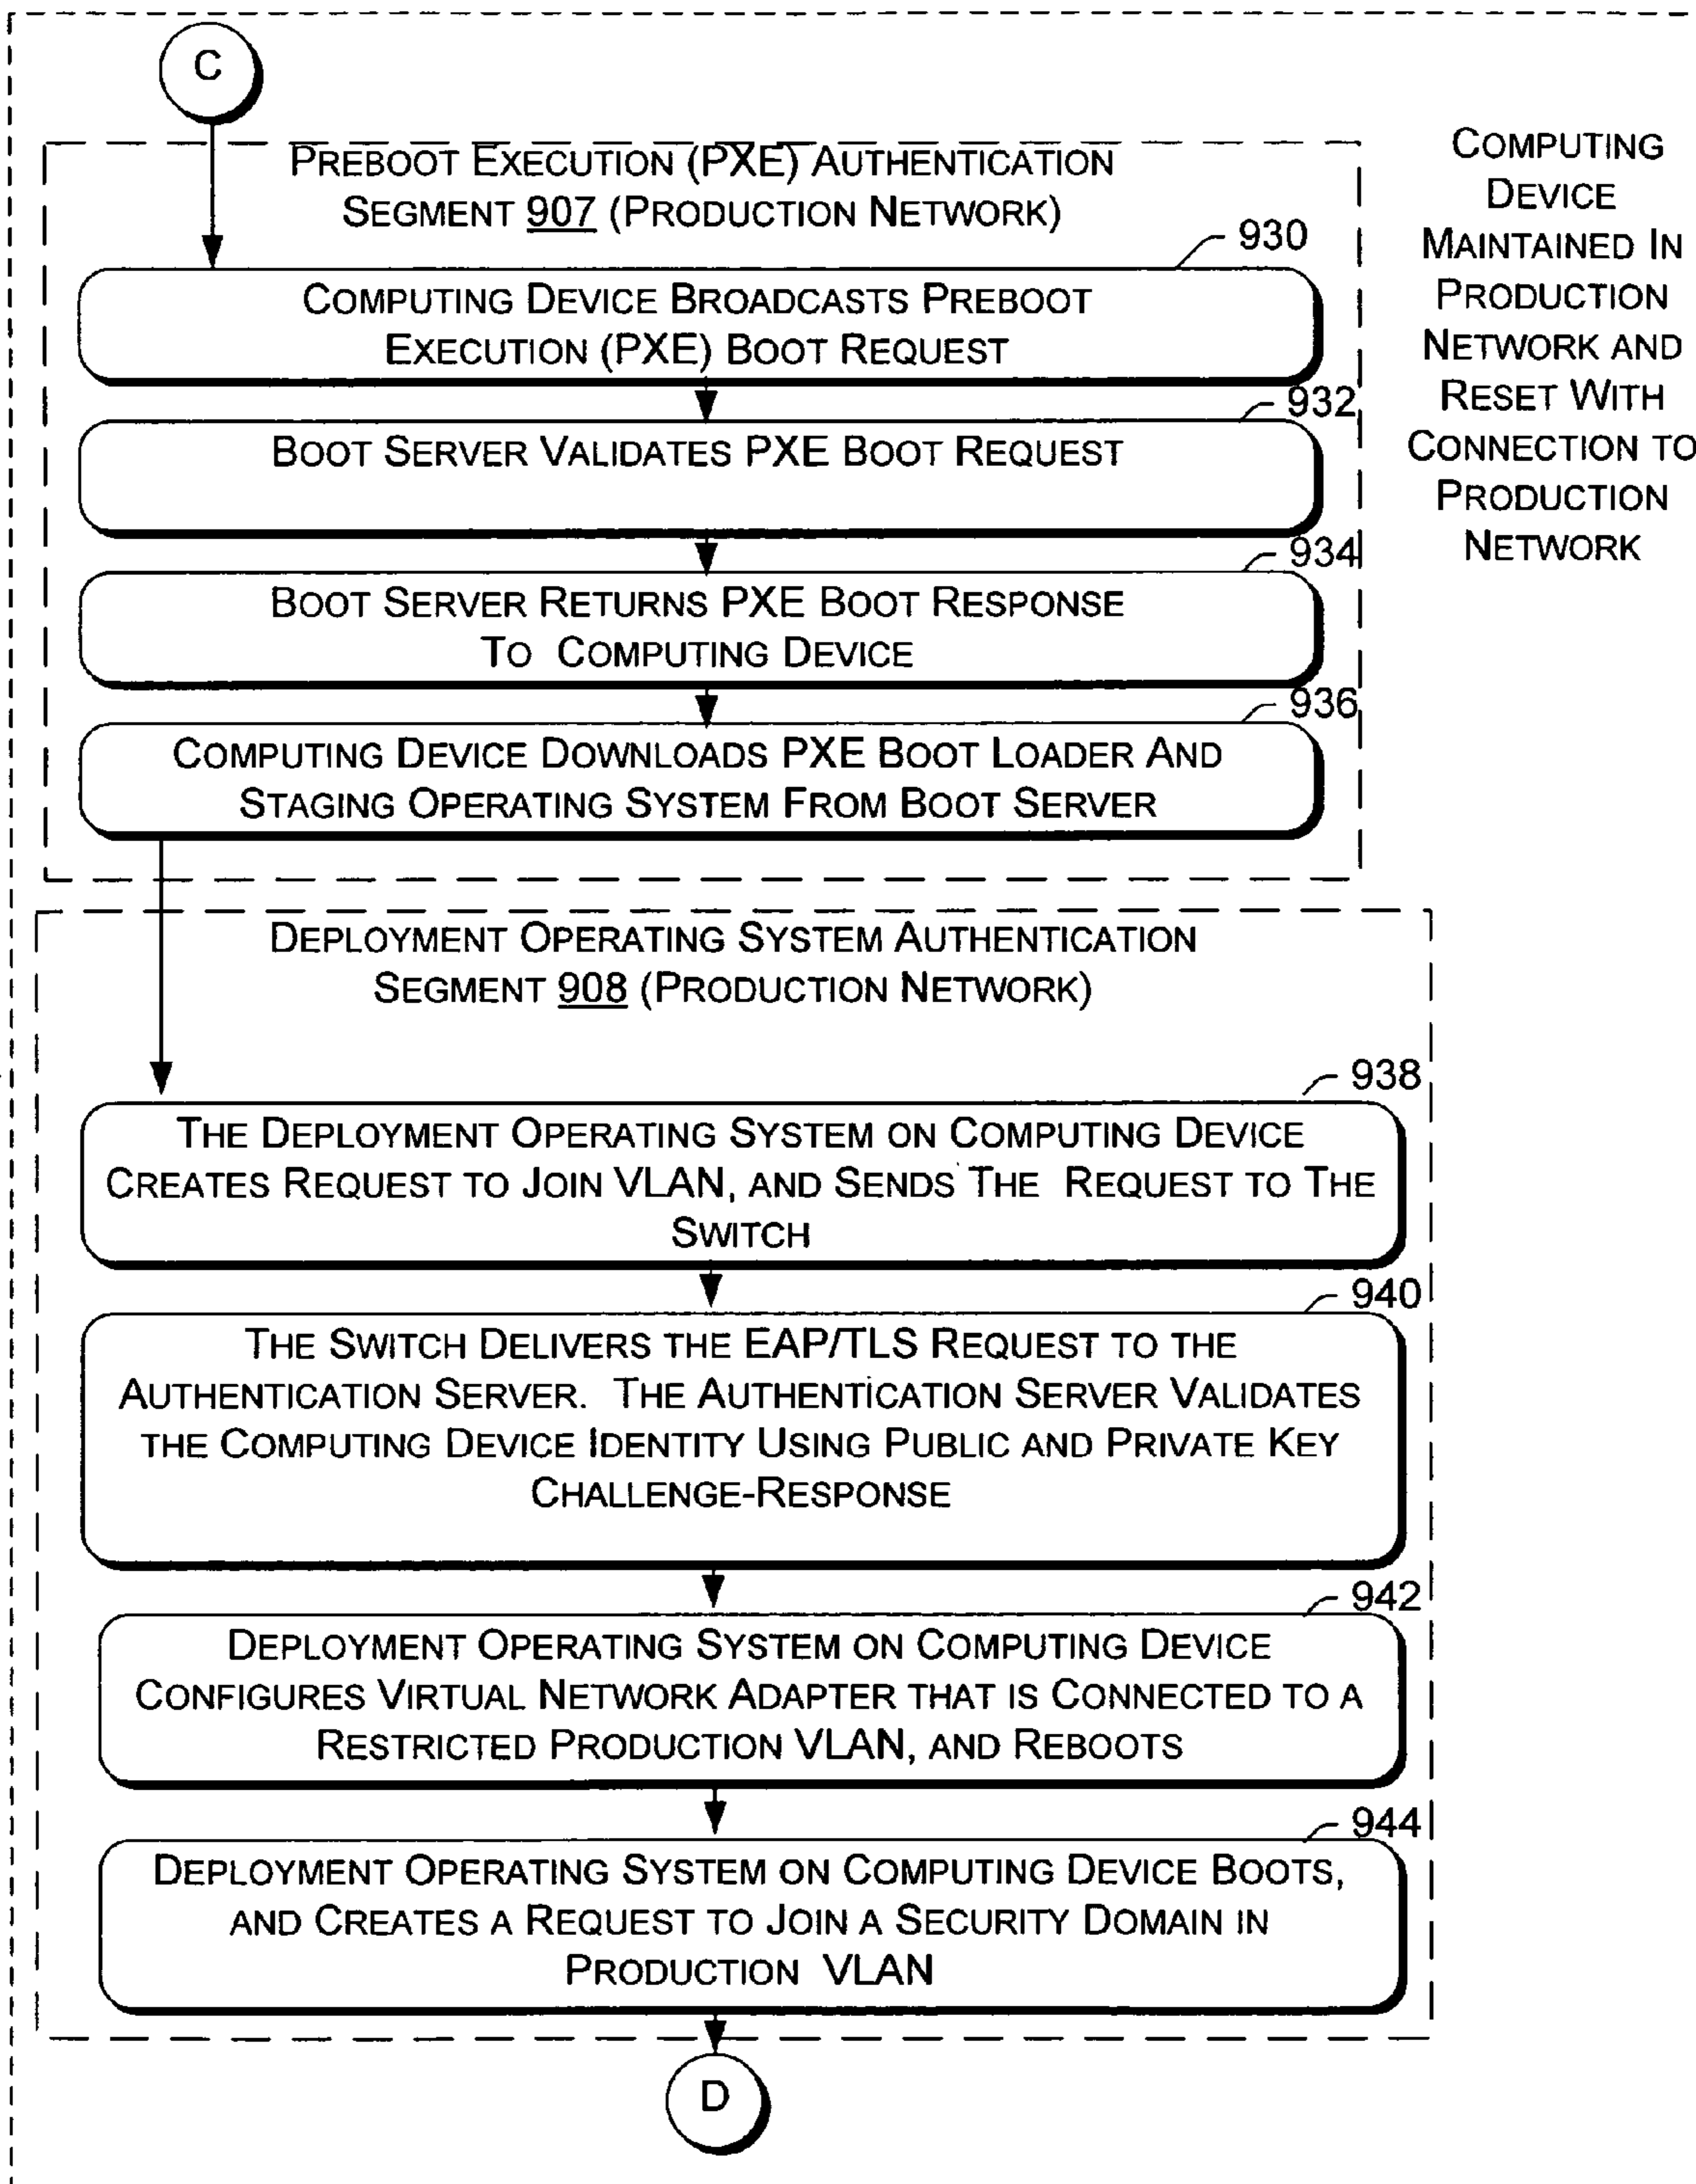 C
PREBOOT EXECUTION (PXE) AUTHENTICATION
SEGMENT 907 (PRODUCTION NETWORK)
COMPUTING
DEVICE
MAINTAINED IN
PRODUCTION
NETWORK AND
RESET WITH
CONNECTION TO
PRODUCTION
NETWORK
930
COMPUTING DEVICE BROADCASTS PREBOOT
EXECUTION (PXE) BOOT REQUEST
932
BOOT SERVER VALIDATES PXE BOOT REQUEST
934
BOOT SERVER RETURNS PXE BOOT RESPONSE
TO COMPUTING DEVICE
936
COMPUTING DEVICE DOWNLOADS PXE BOOT LOADER AND
STAGING OPERATING SYSTEM FROM BOOT SERVER
DEPLOYMENT OPERATING SYSTEM AUTHENTICATION
SEGMENT 908 (PRODUCTION NETWORK)
938
THE DEPLOYMENT OPERATING SYSTEM ON COMPUTING DEVICE
CREATES REQUEST TO JOIN VLAN, AND SENDS THE REQUEST TO THE
SWITCH
940
THE SWITCH DELIVERS THE EAP/TLS REQUEST TO THE
AUTHENTICATION SERVER. THE AUTHENTICATION SERVER VALIDATES
THE COMPUTING DEVICE IDENTITY USING PUBLIC AND PRIVATE KEY
CHALLENGE-RESPONSE
942
DEPLOYMENT OPERATING SYSTEM ON COMPUTING DEVICE
CONFIGURES VIRTUAL NETWORK ADAPTER THAT IS CONNECTED TO A
RESTRICTED PRODUCTION VLAN, AND REBOOTS
944
DEPLOYMENT OPERATING SYSTEM ON COMPUTING DEVICE BOOTS,
AND CREATES A REQUEST TO JOIN A SECURITY DOMAIN IN
PRODUCTION VLAN
D